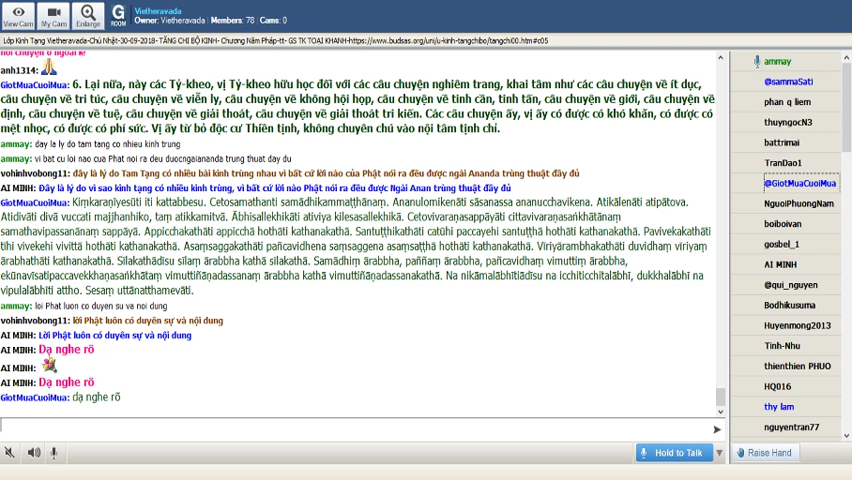 Vietheravada
Owner: Vietheravada | Members: 78 | Cams: 0
View Cam
My Cam
Enlarge
G
ROOM
Lớp Kinh Tạng Vietheravada-Chủ Nhật-30-09-2018- TĂNG CHI BỘ KINH- Chương Năm Pháp-tt- GS TK TOẠI KHANH-https://www.budsas.org/uni/u-kinh-tangchibo/tangchi00.htm#c05
nói chuyện ở ngoài lề
anh1314:
GiotMuaCuoiMua: 6. Lại nữa, này các Tỷ-kheo, vị Tỷ-kheo hữu học đối với các câu chuyện nghiêm trang, khai tâm như các câu chuyện về ít dục,
câu chuyện về tri túc, câu chuyện về viễn ly, câu chuyện về không hội họp, câu chuyện về tinh cần, tinh tấn, câu chuyện về giới, câu chuyện về
định, câu chuyện về tuệ, câu chuyện về giải thoát, câu chuyện về giải thoát tri kiến. Các câu chuyện ấy, vị ấy có được có khó khăn, có được có
mệt nhọc, có được có phí sức. Vị ấy từ bỏ độc cư Thiền tịnh, không chuyên chú vào nội tâm tịnh chỉ.
ammay: day la ly do tam tang co nhieu kinh trung
ammay: vi bat cu loi nao cua Phat noi ra deu duocngaiananda trung thuat day du
vohinhvobong11: đây là lý do Tam Tạng có nhiều bài kinh trùng nhau vì bất cứ lời nào của Phật nói ra đều được ngài Ananda trùng thuật đầy đủ
AI MINH: Đây là lý do vì sao kinh tạng có nhiều kinh trùng, vì bất cứ lời nào Phật nói ra đều được Ngài Anan trùng thuật đầy đủ
GiotMuaCuoiMua: Kiṃkaraṇīyesūti iti kattabbesu. Cetosamathanti samādhikammaṭṭhānaṃ. Ananulomikenāti sāsanassa ananucchavikena. Atikālenāti atipātova.
Atidivāti divā vuccati majjhanhiko, taṃ atikkamitvā. Ābhisallekhikāti ativiya kilesasallekhikā. Cetovivaraṇasappāyāti cittavivaraṇasaṅkhātānaṃ
samathavipassanānaṃ sappāyā. Appicchakathāti appicchā hothāti kathanakathā. Santuṭṭhikathāti catūhi paccayehi santuṭṭhā hothāti kathanakathā. Pavivekakathāti
tīhi vivekehi vivittā hothāti kathanakathā. Asaṃsaggakathāti pañcavidhena saṃsaggena asaṃsaṭṭhā hothāti kathanakathā. Vīriyārambhakathāti duvidhaṃ vīriyaṃ
ārabhathāti kathanakathā. Sīlakathādīsu sīlaṃ ārabbha kathā sīlakathā. Samādhiṃ ārabbha, paññaṃ ārabbha, pañcavidhaṃ vimuttiṃ ārabbha,
ekūnavīsatipaccavekkhaṇasaṅkhātaṃ vimuttiñāṇadassanaṃ ārabbha kathā vimuttiñāṇadassanakathā. Na nikāmalābhītiādīsu na icchiticchitalābhī, dukkhalābhī na
vipulalābhīti attho. Sesaṃ uttānatthamevāti.
ammay: loi Phat luon co duyen su va noi dung
vohinhvobong11: lời Phật luôn có duyên sự và nội dung
AI MINH: Lời Phật luôn có duyên sự và nội dung
AI MINH: Dạ nghe rõ
AI MINH:
AI MINH: Dạ nghe rõ
GiotMuaCuoiMua: dạ nghe rõ
Hold to Talk
ammay
@sammaSati
phan q liem
thuyngocN3
battrimai
TranDao1
@GiotMuaCuoiMua
NguoiPhuongNam
boiboivan
gosbel_1
AI MINH
@qui_nguyen
Bodhikusuma
Huyenmong2013
Tinh-Nhu
thienthien PHUO
HQ016
thy lam
nguyentran77
Raise Hand